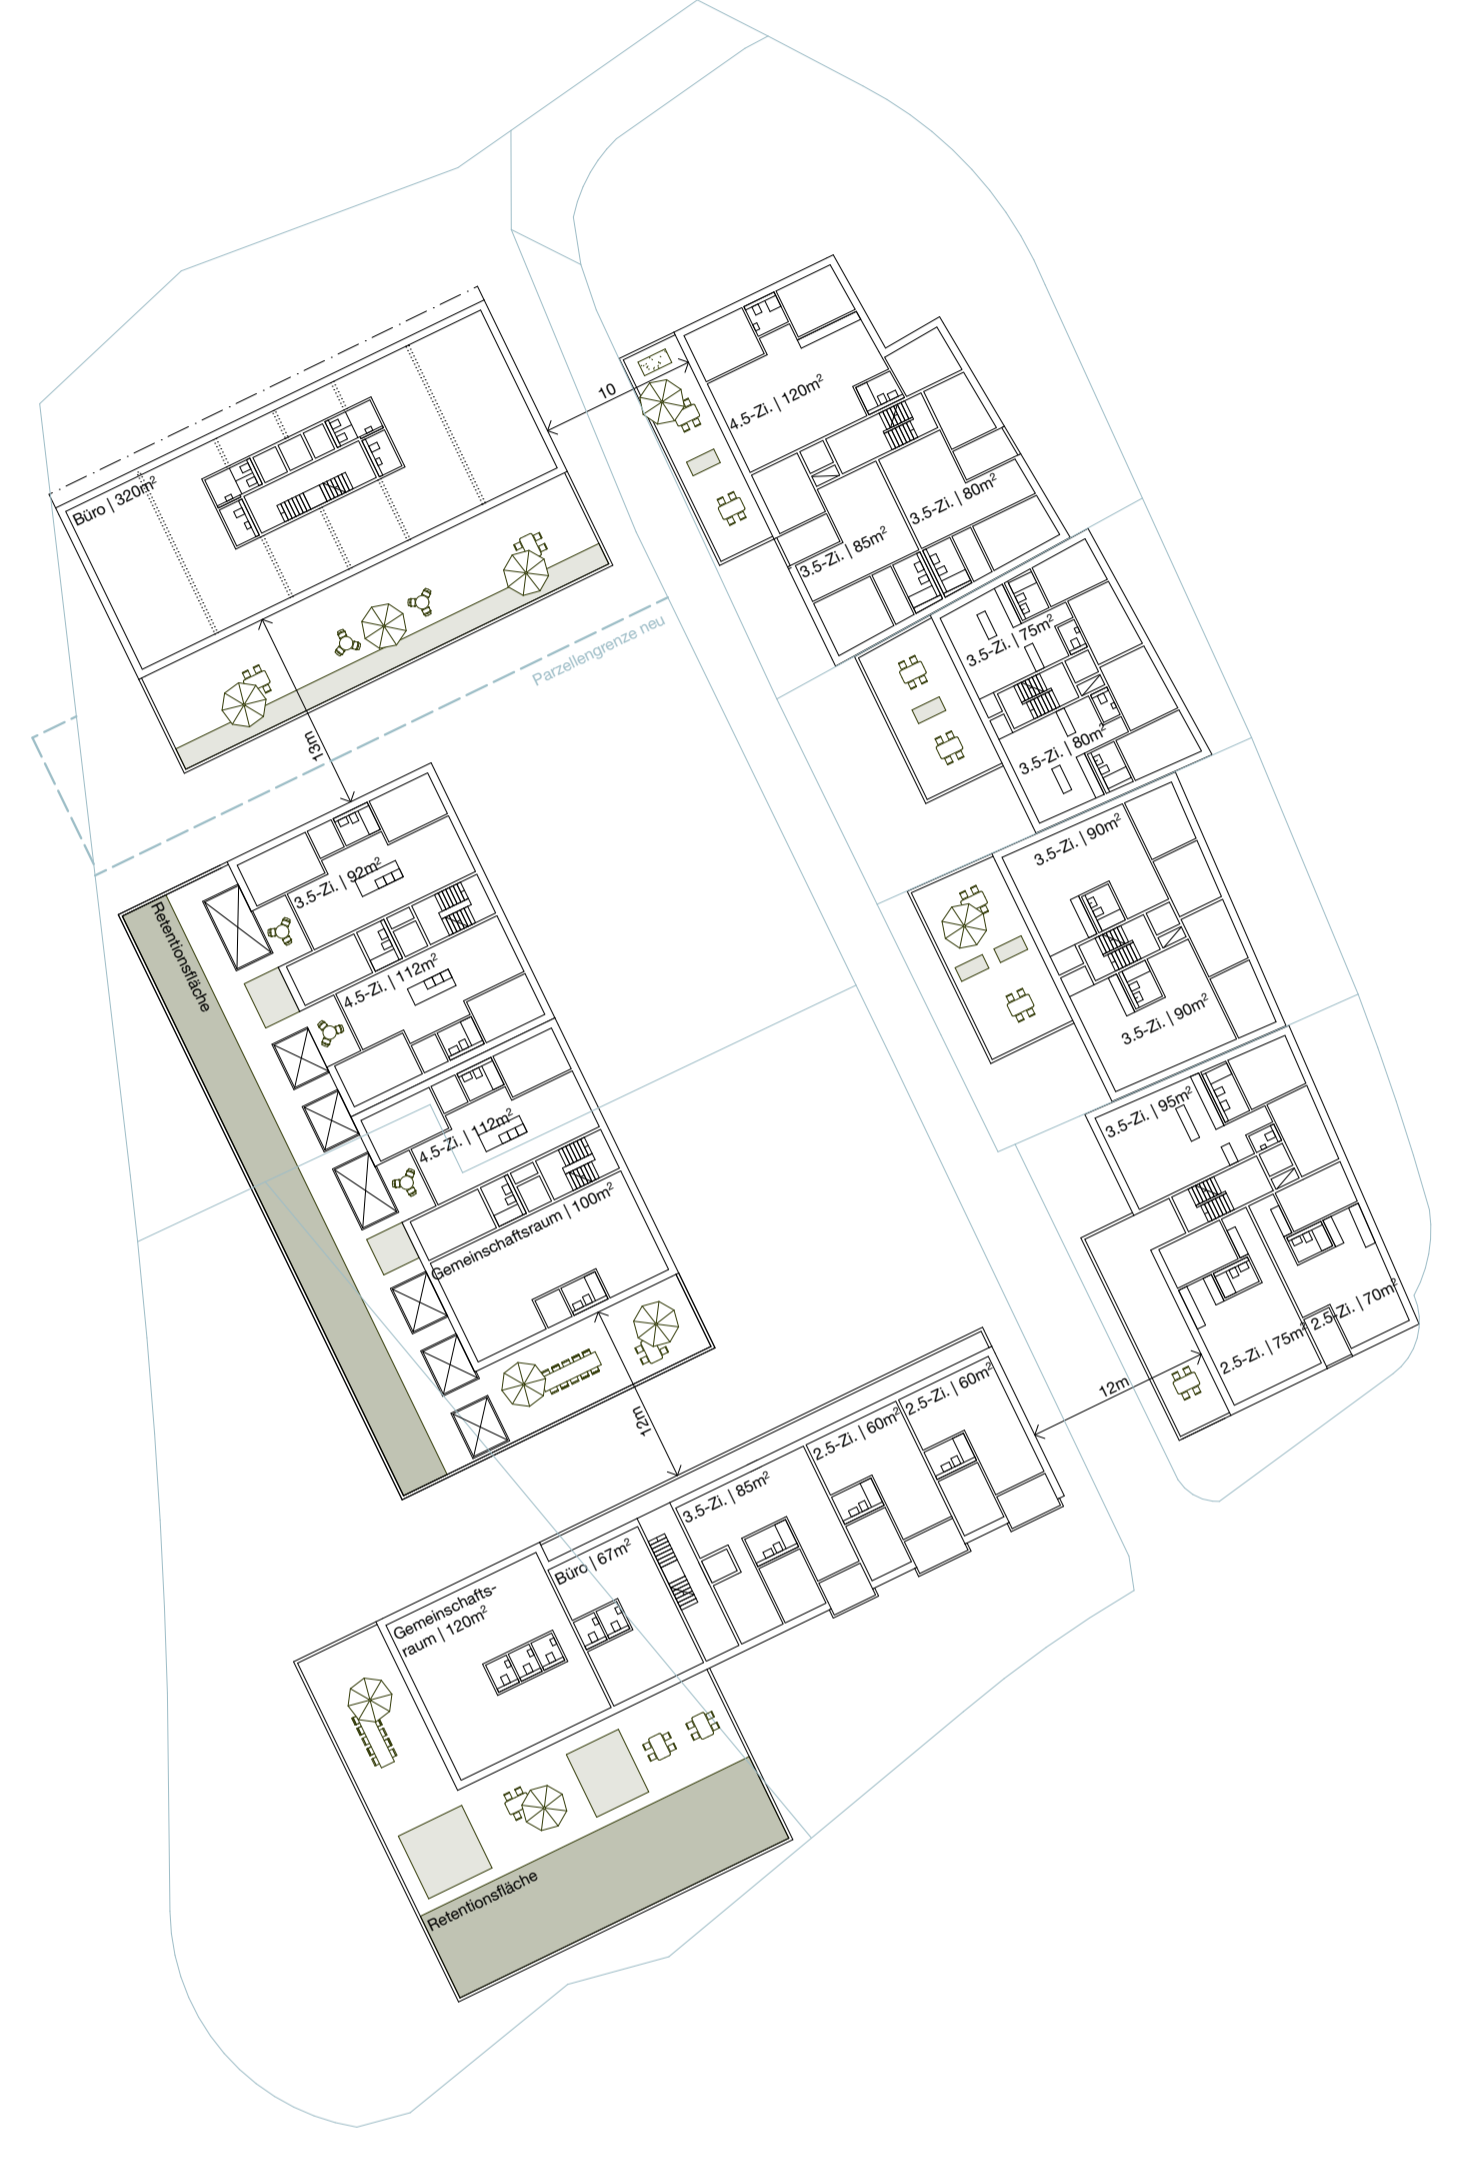 Büro | 320m²
10
4.5-Zi. | 120m²
3.5-Zi. | 80m²
3.5-Zi. | 85m²
Parzellengrenze neu
3.5-Zi. | 75m²
3.5-Zi. | 80m²
13m
3.5-Zi. | 92m²
Retentionsfläche
4.5-Zi. | 112m²
3.5-Zi. | 90m²
3.5-Zi. | 90m²
4.5-Zi. | 112m²
Gemeinschaftsraum | 100m²
3.5-Zi. | 95m²
2.5-Zi. | 75m²
2.5-Zi. | 70m²
12m
12m
Gemeinschafts-
raum | 120m²
Büro | 67m²
3.5-Zi. | 85m²
2.5-Zi. | 60m²
2.5-Zi. | 60m²
Retentionsfläche